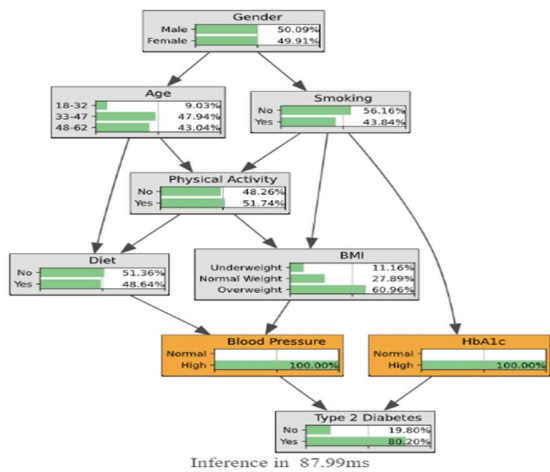 Gender
Male 50.09%
Female 49.91%
Age
18-32 9.03%
33-47 47.94%
48-62 43.04%
Smoking
No 56.16%
Yes 43.84%
Physical Activity
No 48.26%
Yes 51.74%
Diet
No 51.36%
Yes 48.64%
BMI
Underweight 11.16%
Normal Weight 27.89%
Overweight 60.96%
Blood Pressure
Normal
High 100.00%
HbA1c
Normal
High 100.00%
Type 2 Diabetes
No 19.80%
Yes 80.20%
Inference in 87.99ms